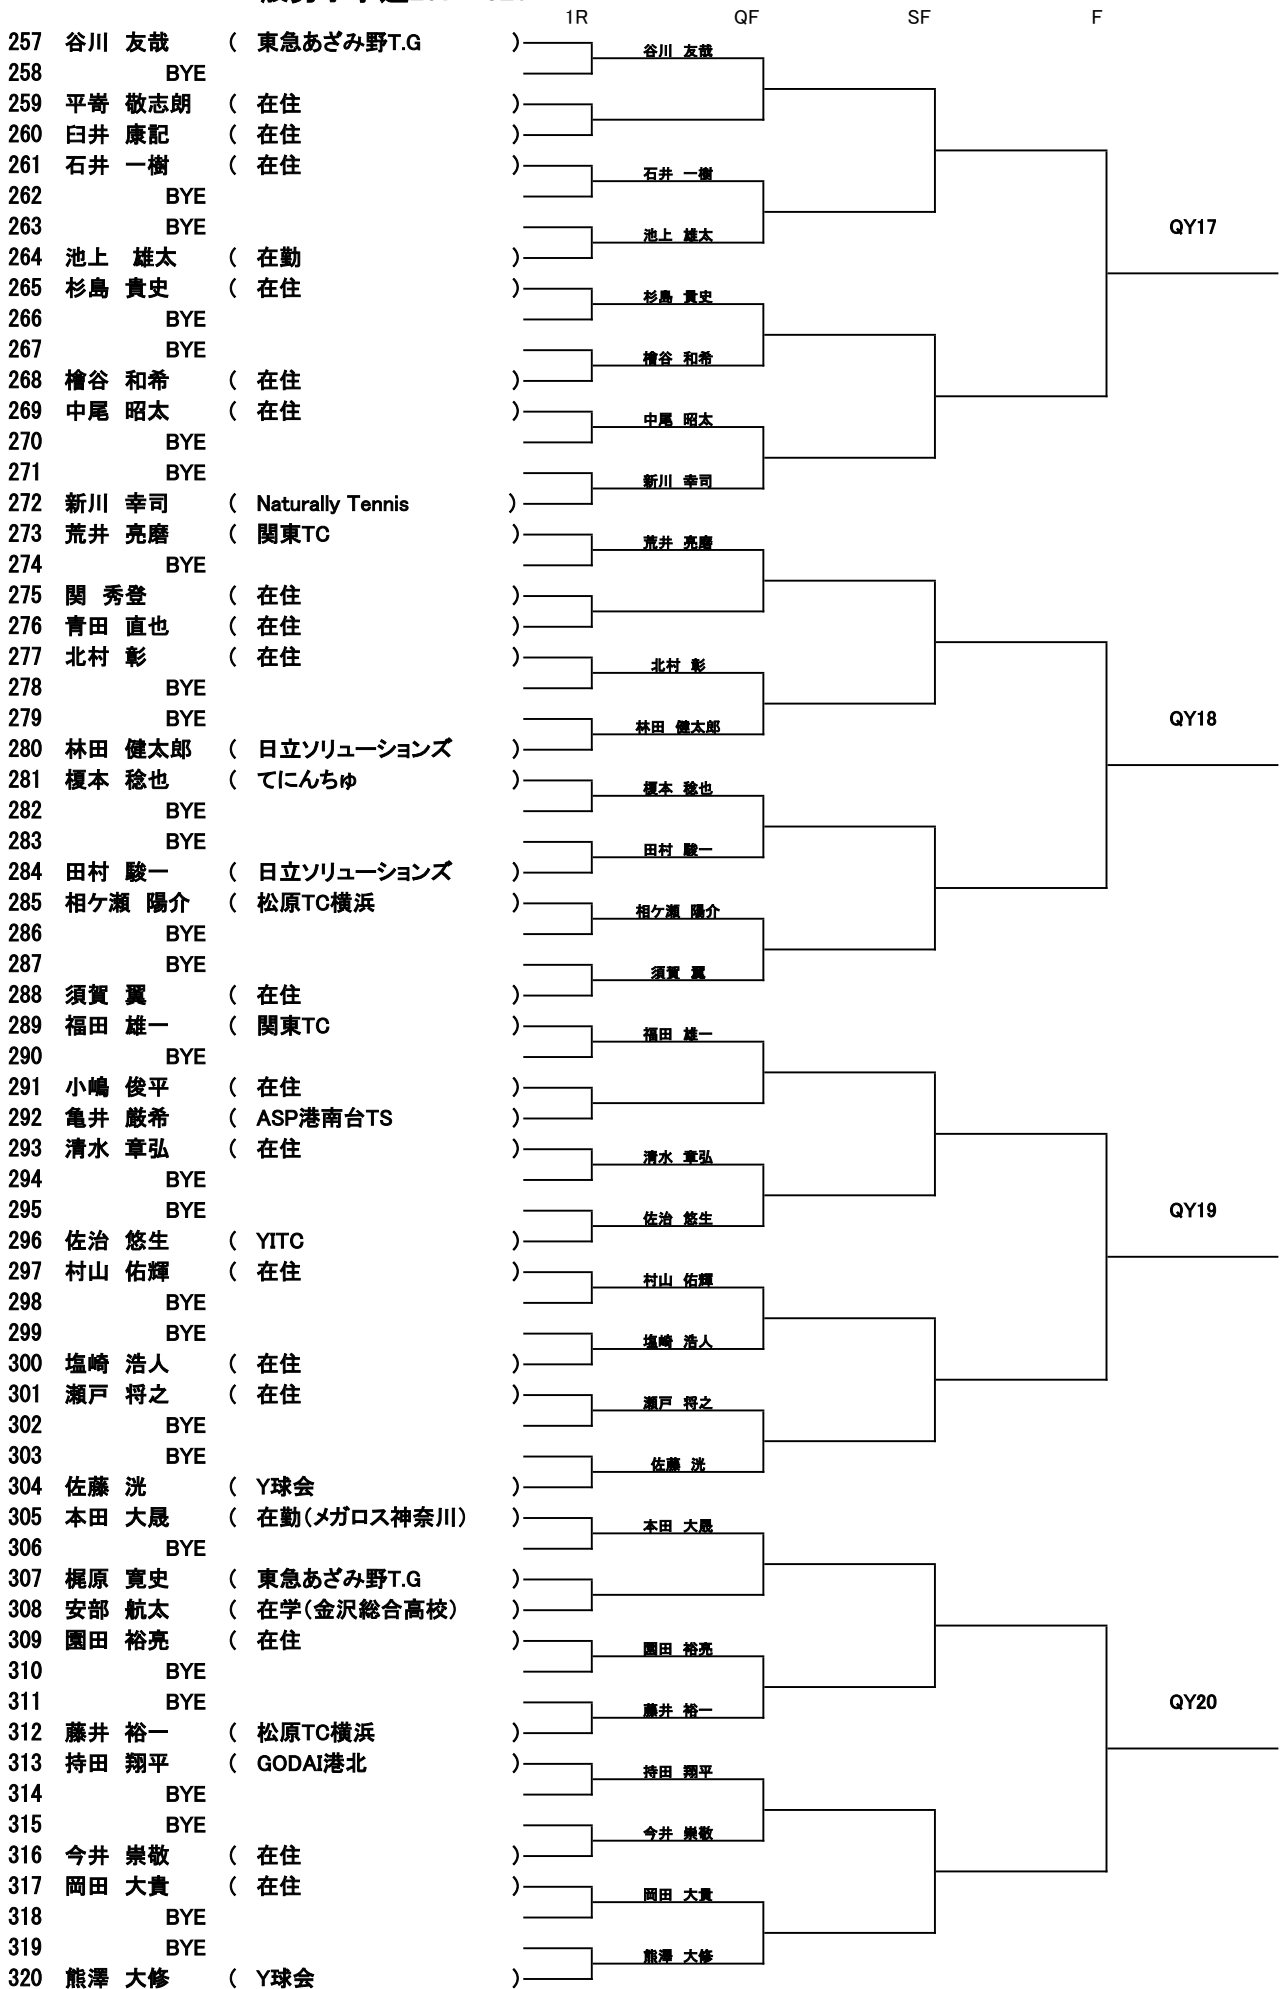 1R QF SF F
257 谷川 友哉 ( 東急あざみ野T.G ) 谷川 友哉
258 BYE
259 平嵜 敬志朗 ( 在住 )
260 臼井 康記 ( 在住 )
261 石井 一樹 ( 在住 ) 石井 一樹
262 BYE
263 BYE QY17
264 池上 雄太 ( 在勤 ) 池上 雄太
265 杉島 貴史 ( 在住 ) 杉島 貴史
266 BYE
267 BYE
268 檜谷 和希 ( 在住 ) 檜谷 和希
269 中尾 昭太 ( 在住 ) 中尾 昭太
270 BYE
271 BYE
272 新川 幸司 ( Naturally Tennis ) 新川 幸司
273 荒井 亮磨 ( 関東TC ) 荒井 亮磨
274 BYE
275 関 秀登 ( 在住 )
276 青田 直也 ( 在住 )
277 北村 彰 ( 在住 ) 北村 彰
278 BYE
279 BYE QY18
280 林田 健太郎 ( 日立ソリューションズ ) 林田 健太郎
281 榎本 稔也 ( てにんちゅ ) 榎本 稔也
282 BYE
283 BYE
284 田村 駿一 ( 日立ソリューションズ ) 田村 駿一
285 相ケ瀬 陽介 ( 松原TC横浜 ) 相ケ瀬 陽介
286 BYE
287 BYE
288 須賀 翼 ( 在住 ) 須賀 翼
289 福田 雄一 ( 関東TC ) 福田 雄一
290 BYE
291 小嶋 俊平 ( 在住 )
292 亀井 厳希 ( ASP港南台TS )
293 清水 章弘 ( 在住 ) 清水 章弘
294 BYE
295 BYE QY19
296 佐治 悠生 ( YITC ) 佐治 悠生
297 村山 佑輝 ( 在住 ) 村山 佑輝
298 BYE
299 BYE
300 塩崎 浩人 ( 在住 ) 塩崎 浩人
301 瀬戸 将之 ( 在住 ) 瀬戸 将之
302 BYE
303 BYE
304 佐藤 洸 ( Y球会 ) 佐藤 洸
305 本田 大晟 ( 在勤(メガロス神奈川) ) 本田 大晟
306 BYE
307 梶原 寛史 ( 東急あざみ野T.G )
308 安部 航太 ( 在学(金沢総合高校) )
309 園田 裕亮 ( 在住 ) 園田 裕亮
310 BYE
311 BYE QY20
312 藤井 裕一 ( 松原TC横浜 ) 藤井 裕一
313 持田 翔平 ( GODAI港北 ) 持田 翔平
314 BYE
315 BYE
316 今井 崇敬 ( 在住 ) 今井 崇敬
317 岡田 大貴 ( 在住 ) 岡田 大貴
318 BYE
319 BYE
320 熊澤 大修 ( Y球会 ) 熊澤 大修